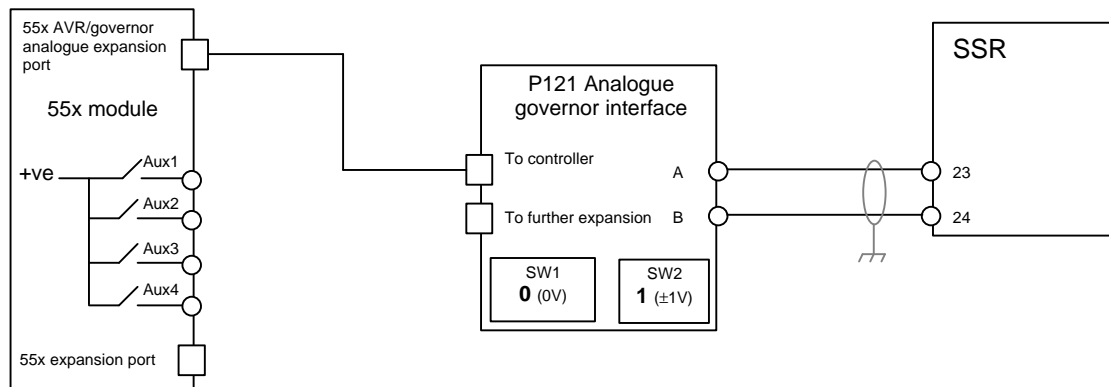 55x AVR/governor
analogue expansion
port
55x module
+ve
Aux1
Aux2
Aux3
Aux4
55x expansion port
P121 Analogue
governor interface
To controller
A
To further expansion
B
SW1
0 (0V)
SW2
1 (±1V)
SSR
23
24